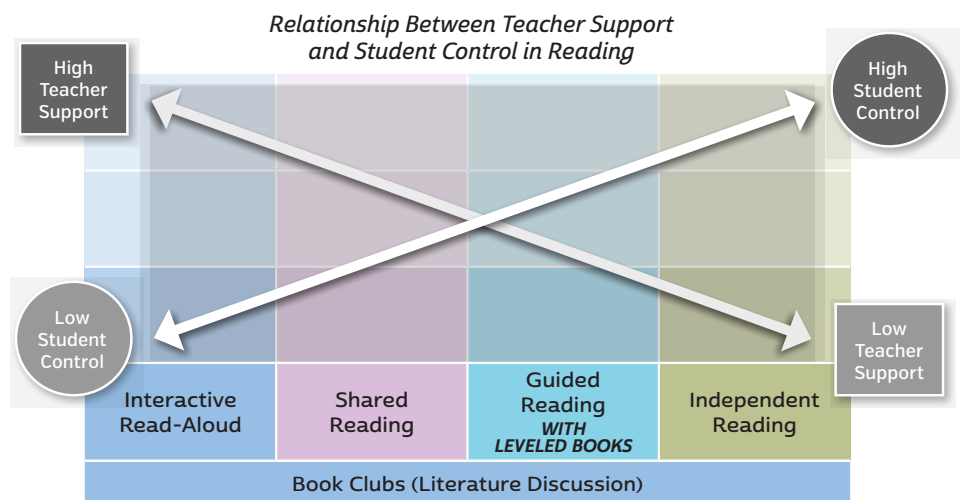 Relationship Between Teacher Support
and Student Control in Reading
High
Teacher
Support
High
Student
Control
Low
Student
Control
Low
Teacher
Support
Interactive
Read-Aloud
Shared
Reading
Guided
Reading
WITH
LEVELED BOOKS
Independent
Reading
Book Clubs (Literature Discussion)